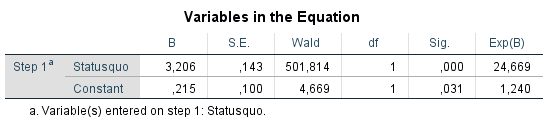 Variables in the Equation
B S.E. Wald df Sig. Exp(B)
Step 1a Statusquo 3,206 ,143 501,814 1 ,000 24,669
Constant ,215 ,100 4,669 1 ,031 1,240
a. Variable(s) entered on step 1: Statusquo.